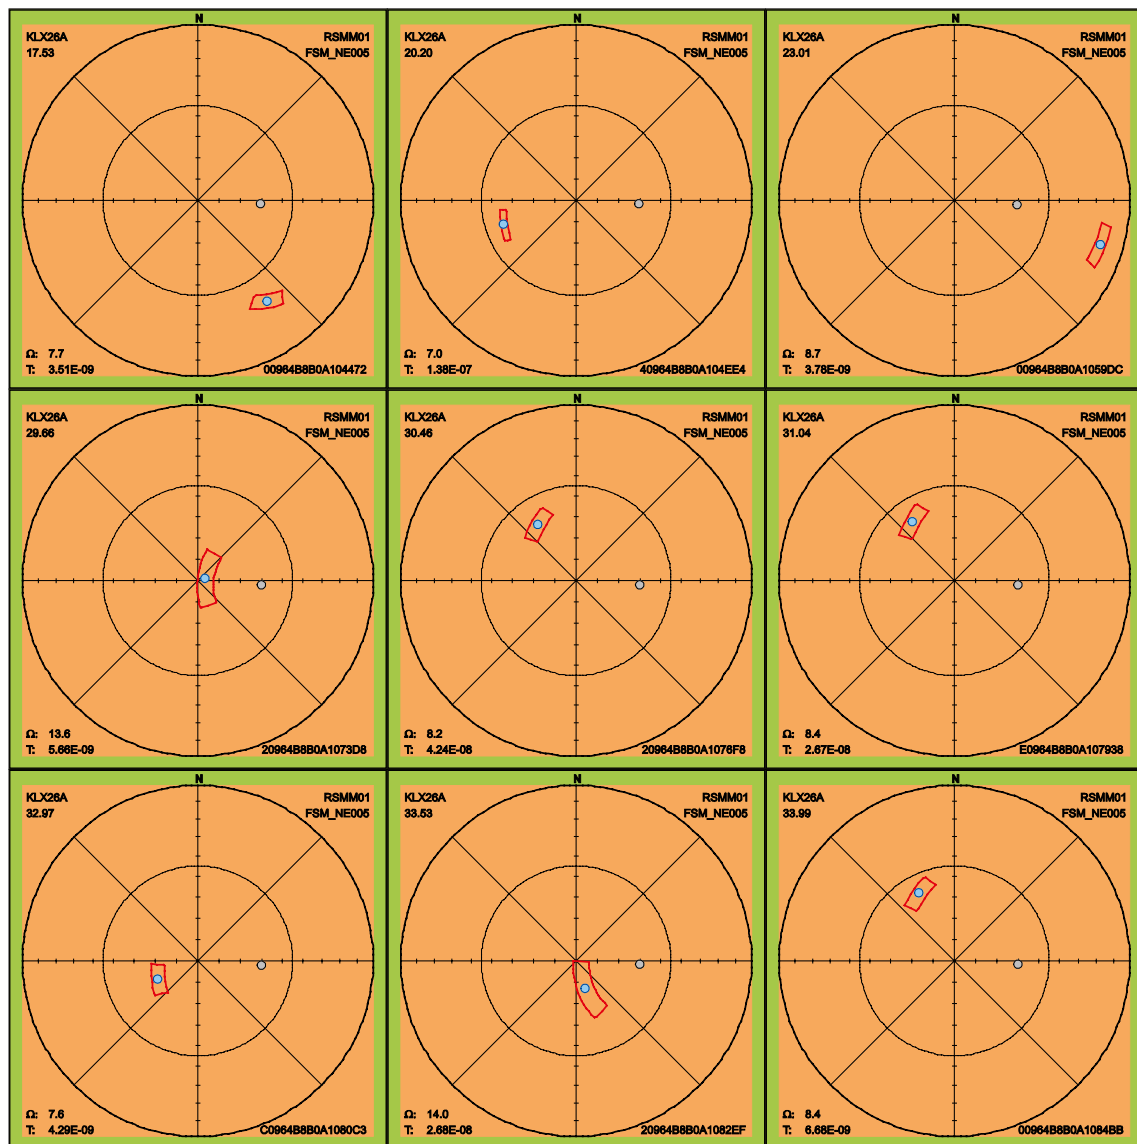 N
KLX26A RSMM01
17.53 FSM_NE005
Ω: 7.7
T: 3.51E-09 00964B8B0A104472
N
KLX26A RSMM01
20.20 FSM_NE005
Ω: 7.0
T: 1.38E-07 40964B8B0A104EE4
N
KLX26A RSMM01
23.01 FSM_NE005
Ω: 8.7
T: 3.78E-09 00964B8B0A1059DC
N
KLX26A RSMM01
29.66 FSM_NE005
Ω: 13.6
T: 5.66E-09 20964B8B0A1073D8
N
KLX26A RSMM01
30.46 FSM_NE005
Ω: 8.2
T: 4.24E-08 20964B8B0A1076F8
N
KLX26A RSMM01
31.04 FSM_NE005
Ω: 8.4
T: 2.67E-08 E0964B8B0A107938
N
KLX26A RSMM01
32.97 FSM_NE005
Ω: 7.6
T: 4.29E-09 C0964B8B0A1080C3
N
KLX26A RSMM01
33.53 FSM_NE005
Ω: 14.0
T: 2.68E-08 20964B8B0A1082EF
N
KLX26A RSMM01
33.99 FSM_NE005
Ω: 8.4
T: 6.68E-09 00964B8B0A1084BB